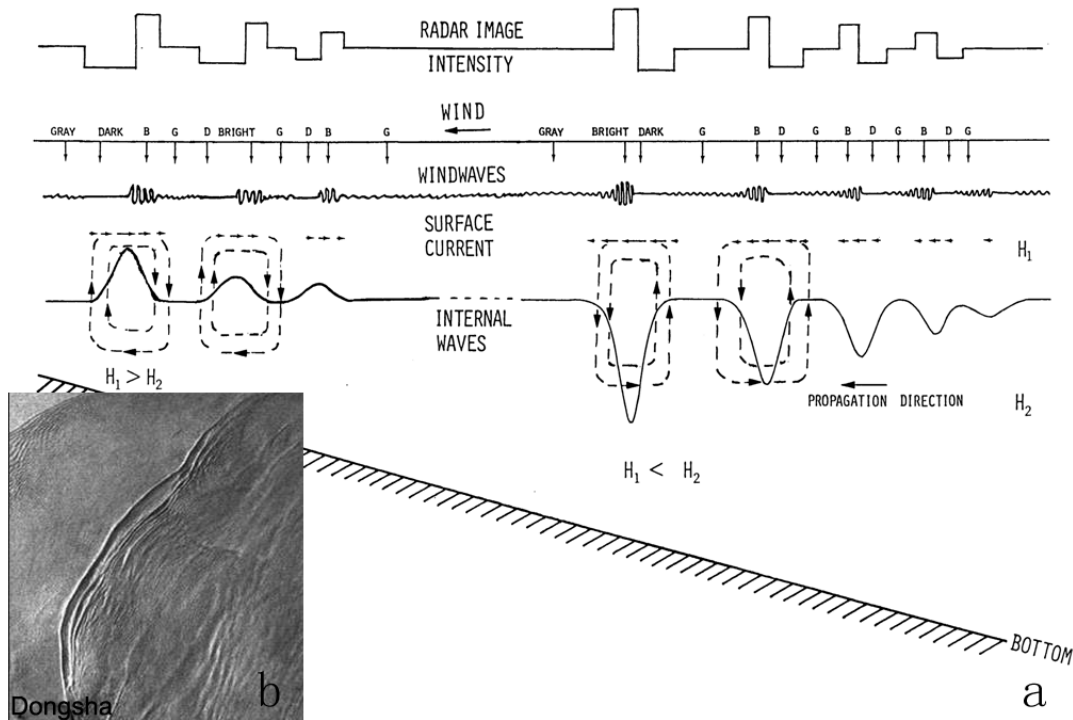 RADAR IMAGE
INTENSITY
WIND
GRAY DARK B G D BRIGHT G D B G GRAY BRIGHT DARK G B D G B D G B D G
WINDWAVES
SURFACE
CURRENT
H₁
INTERNAL
WAVES
H₁ > H₂
PROPAGATION DIRECTION
H₂
H₁ < H₂
BOTTOM
Dongsha
b
a